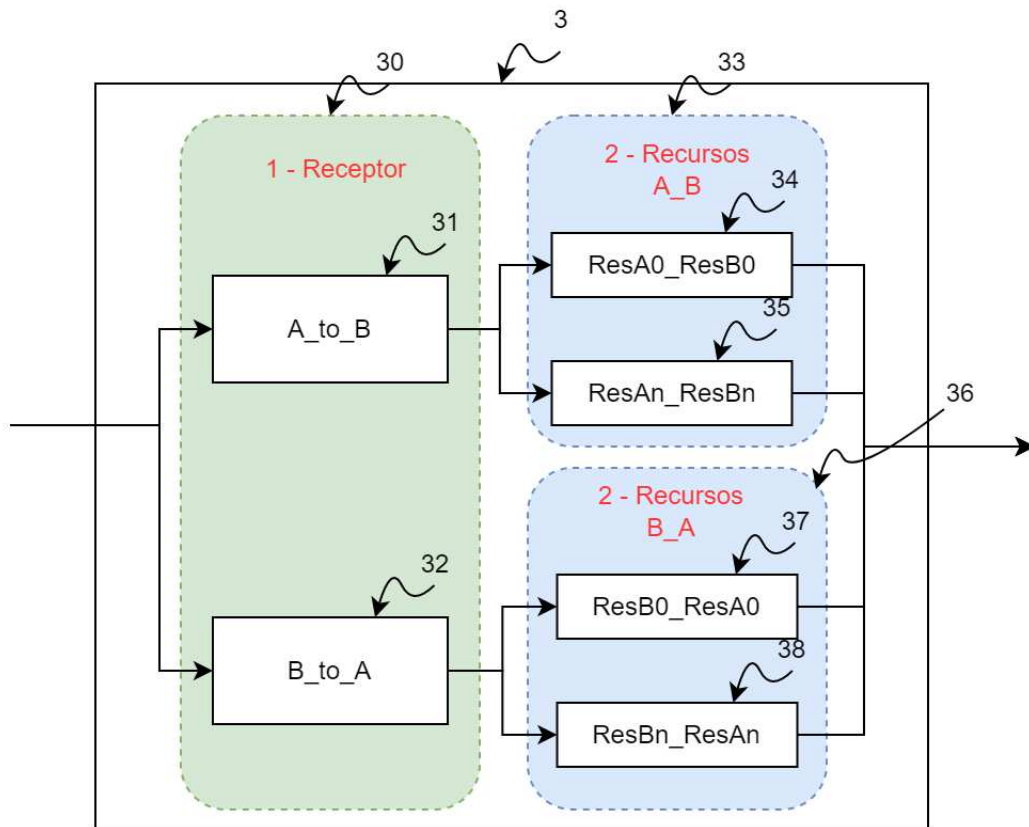 3
30
33
1 - Receptor
2 - Recursos
A_B
34
31
ResA0_ResB0
35
A_to_B
ResAn_ResBn
36
2 - Recursos
B_A
37
32
ResB0_ResA0
38
B_to_A
ResBn_ResAn